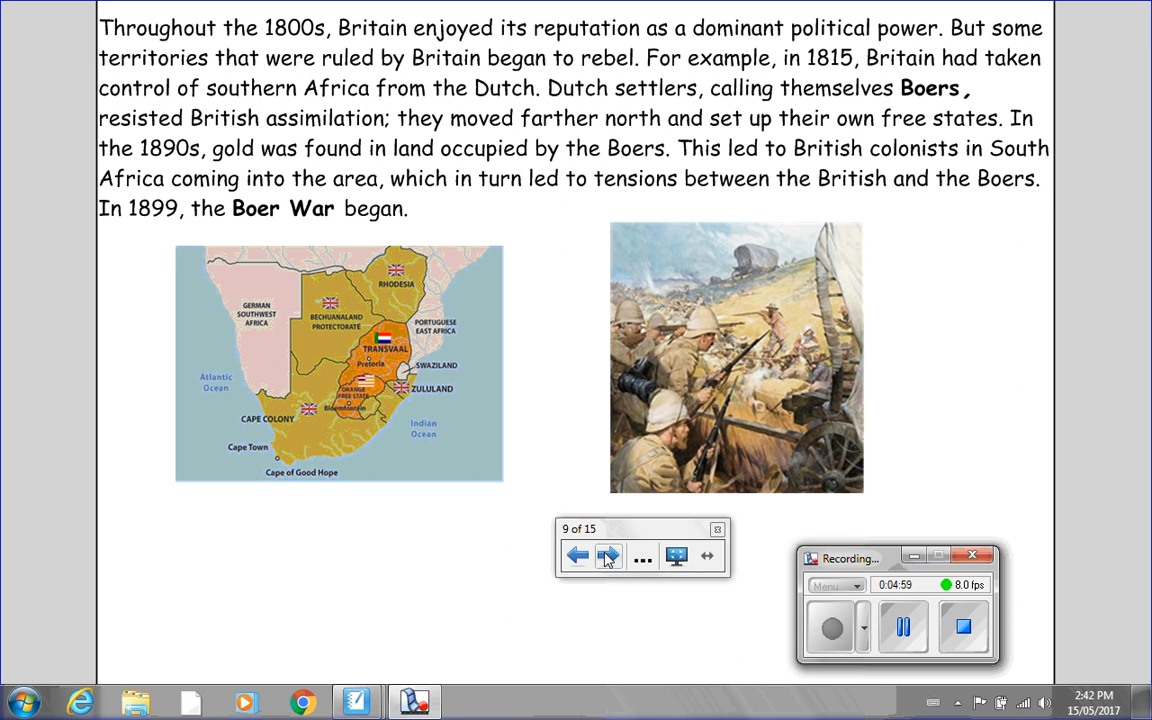 Throughout the 1800s, Britain enjoyed its reputation as a dominant political power. But some
territories that were ruled by Britain began to rebel. For example, in 1815, Britain had taken
control of southern Africa from the Dutch. Dutch settlers, calling themselves Boers,
resisted British assimilation; they moved farther north and set up their own free states. In
the 1890s, gold was found in land occupied by the Boers. This led to British colonists in South
Africa coming into the area, which in turn led to tensions between the British and the Boers.
In 1899, the Boer War began.
RHODESIA
GERMAN
SOUTHWEST
AFRICA
BECHUANALAND
PROTECTORATE
PORTUGUESE
EAST AFRICA
TRANSVAAL
Pretoria
SWAZILAND
Atlantic
Ocean
ORANGE
FREE STATE
ZULULAND
Bloemfontein
CAPE COLONY
Indian
Ocean
Cape Town
Cape of Good Hope
9 of 15
...
Recording...
Menu
0:04:59
8.0 fps
2:42 PM
15/05/2017